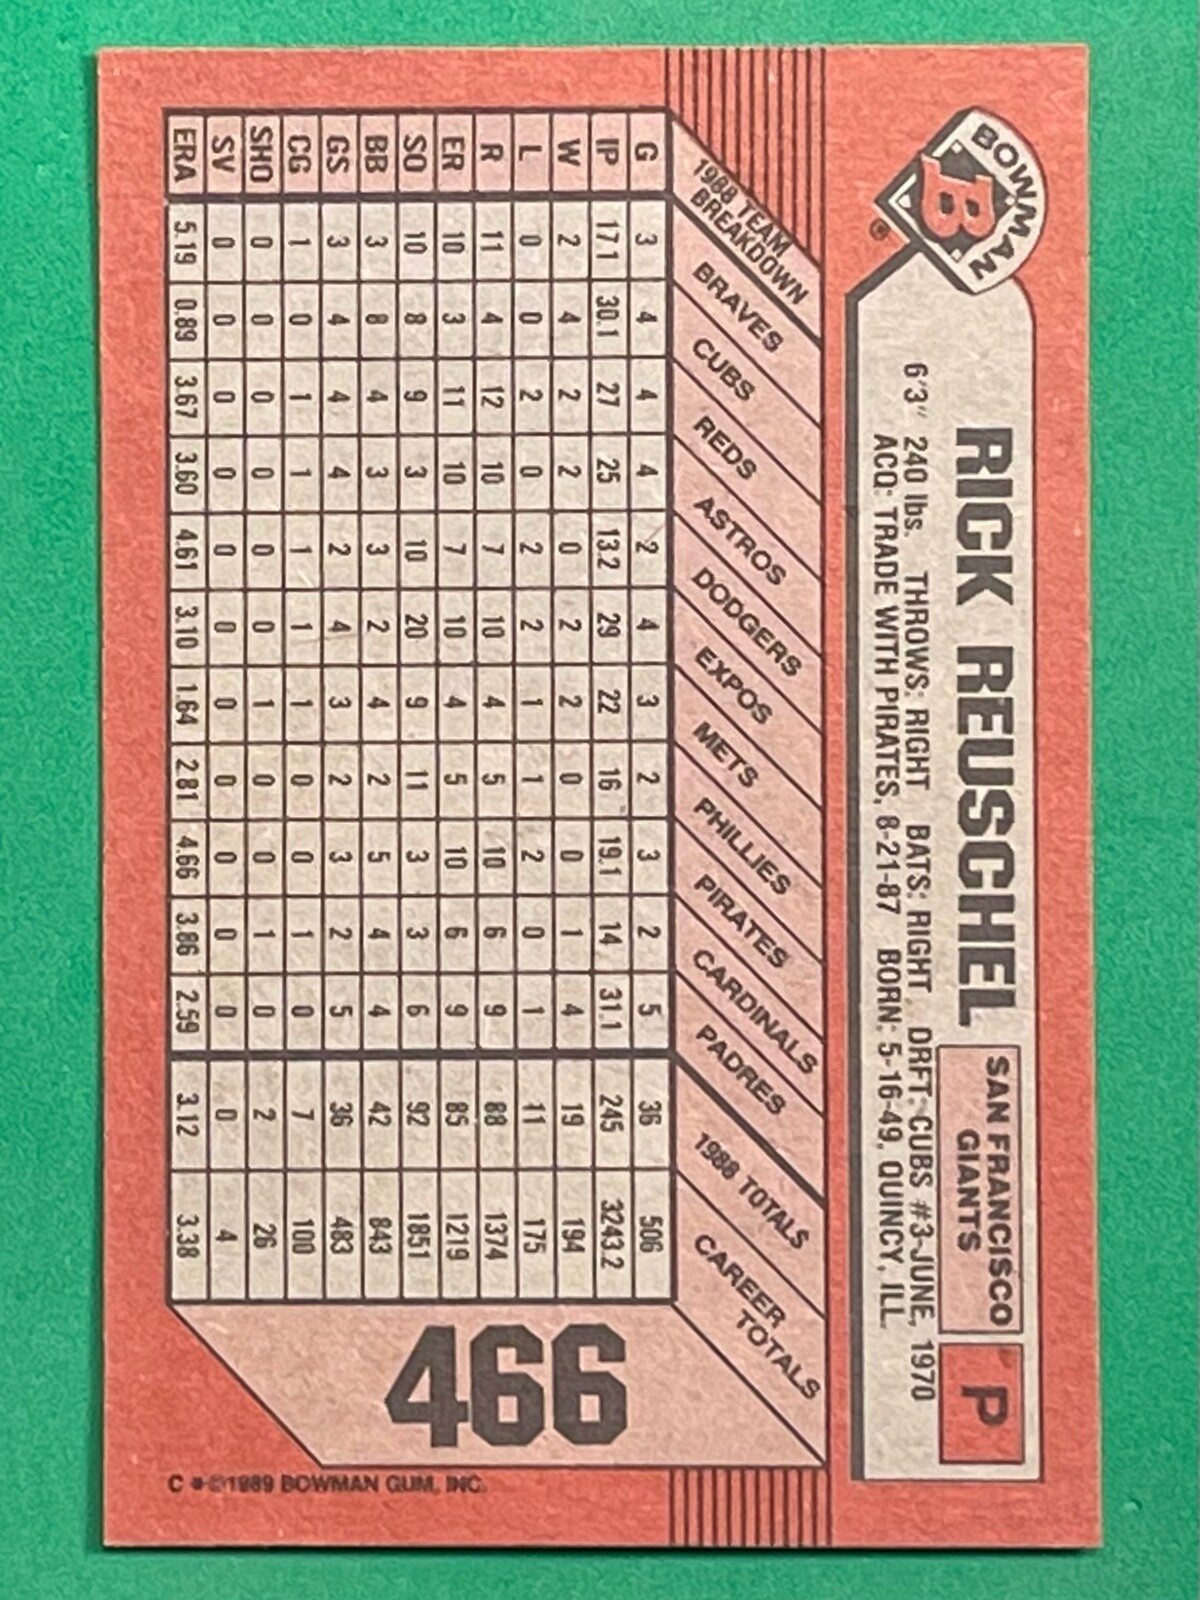 BOWMAN
B
®
RICK REUSCHEL
SAN FRANCISCO
GIANTS
P
6'3" 240 lbs. THROWS: RIGHT BATS: RIGHT DRFT: CUBS #3-JUNE, 1970
ACQ: TRADE WITH PIRATES, 8-21-87 BORN: 5-16-49, QUINCY, ILL.
1988 TEAM
BREAKDOWN
BRAVES
CUBS
REDS
ASTROS
DODGERS
EXPOS
METS
PHILLIES
PIRATES
CARDINALS
PADRES
1988 TOTALS
CAREER
TOTALS
G 3 4 4 4 2 4 3 2 3 2 5 36 506
IP 17.1 30.1 27 25 13.2 29 22 16 19.1 14 31.1 245 3243.2
W 2 4 2 2 0 2 2 0 0 1 4 19 194
L 0 0 2 0 2 2 1 1 2 0 1 11 175
R 11 4 12 10 7 10 4 5 10 6 9 88 1374
ER 10 3 11 10 7 10 4 5 10 6 9 85 1219
SO 10 8 9 3 10 20 9 11 3 3 6 92 1851
BB 3 8 4 3 3 2 4 2 5 4 4 42 843
GS 3 4 4 4 2 4 3 2 3 2 5 36 483
CG 1 0 1 1 1 1 1 0 0 1 0 7 100
SHO 0 0 0 0 0 0 1 0 0 1 0 2 26
SV 0 0 0 0 0 0 0 0 0 0 0 0 4
ERA 5.19 0.89 3.67 3.60 4.61 3.10 1.64 2.81 4.66 3.86 2.59 3.12 3.38
466
C #©1989 BOWMAN GUM, INC.